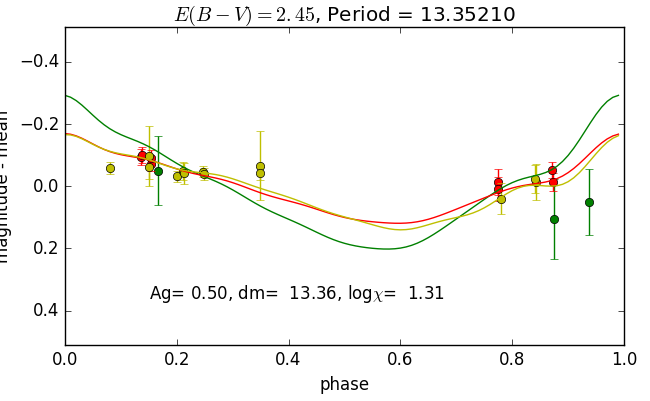 E(B − V) = 2.45, Period = 13.35210
magnitude - mean
−0.4
−0.2
0.0
0.2
0.4
Ag= 0.50, dm= 13.36, logχ= 1.31
0.0 0.2 0.4 0.6 0.8 1.0
phase